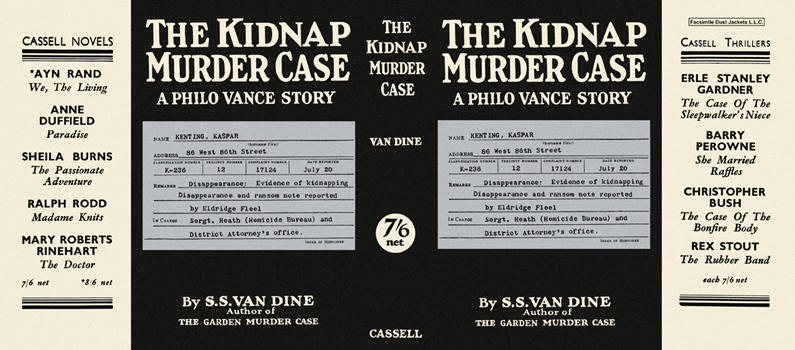 CASSELL NOVELS
*AYN RAND
We, The Living
ANNE
DUFFIELD
Paradise
SHEILA BURNS
The Passionate
Adventure
RALPH RODD
Madame Knits
MARY ROBERTS
RINEHART
The Doctor
7/6 net *8/6 net
THE KIDNAP
MURDER CASE
A PHILO VANCE STORY
NAME KENTING, KASPAR
(Surname First)
ADDRESS 86 West 86th Street
CLASSIFICATION NUMBER PRECINCT NUMBER COMPLAINT NUMBER DATE REPORTED
K-236 12 17124 July 20
REMARKS Disappearance: Evidence of kidnapping
Disappearance and ransom note reported
by Eldridge Fleel
IN CHARGE Sergt. Heath (Homicide Bureau) and
District Attorney's office.
INDEX OF HOMICIDES
By S.S. VAN DINE
Author of
THE GARDEN MURDER CASE
THE
KIDNAP
MURDER
CASE
VAN DINE
7/6
net
CASSELL
THE KIDNAP
MURDER CASE
A PHILO VANCE STORY
NAME KENTING, KASPAR
(Surname First)
ADDRESS 86 West 86th Street
CLASSIFICATION NUMBER PRECINCT NUMBER COMPLAINT NUMBER DATE REPORTED
K-236 12 17124 July 20
REMARKS Disappearance: Evidence of kidnapping
Disappearance and ransom note reported
by Eldridge Fleel
IN CHARGE Sergt. Heath (Homicide Bureau) and
District Attorney's office.
INDEX OF HOMICIDES
By S.S. VAN DINE
Author of
THE GARDEN MURDER CASE
Facsimile Dust Jackets L.L.C.
CASSELL THRILLERS
ERLE STANLEY
GARDNER
The Case Of The
Sleepwalker's Niece
BARRY
PEROWNE
She Married
Raffles
CHRISTOPHER
BUSH
The Case Of The
Bonfire Body
REX STOUT
The Rubber Band
each 7/6 net